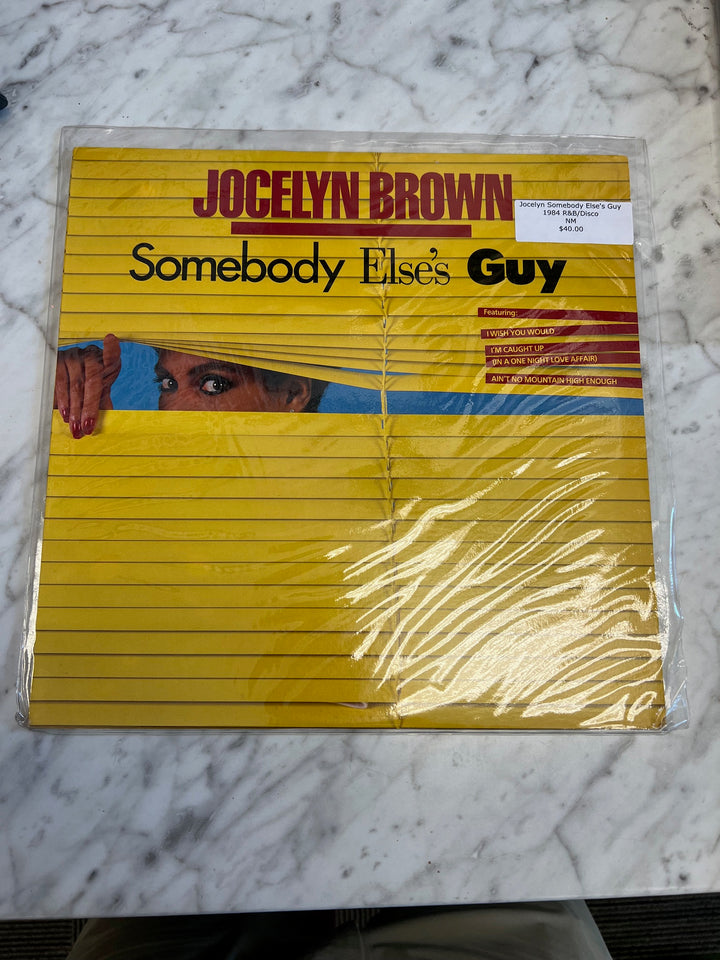 JOCELYN BROWN
Jocelyn Somebody Else's Guy
1984 R&B/Disco
NM
$40.00
Somebody Else's Guy
Featuring:
I WISH YOU WOULD
I'M CAUGHT UP
(IN A ONE NIGHT LOVE AFFAIR)
AIN'T NO MOUNTAIN HIGH ENOUGH